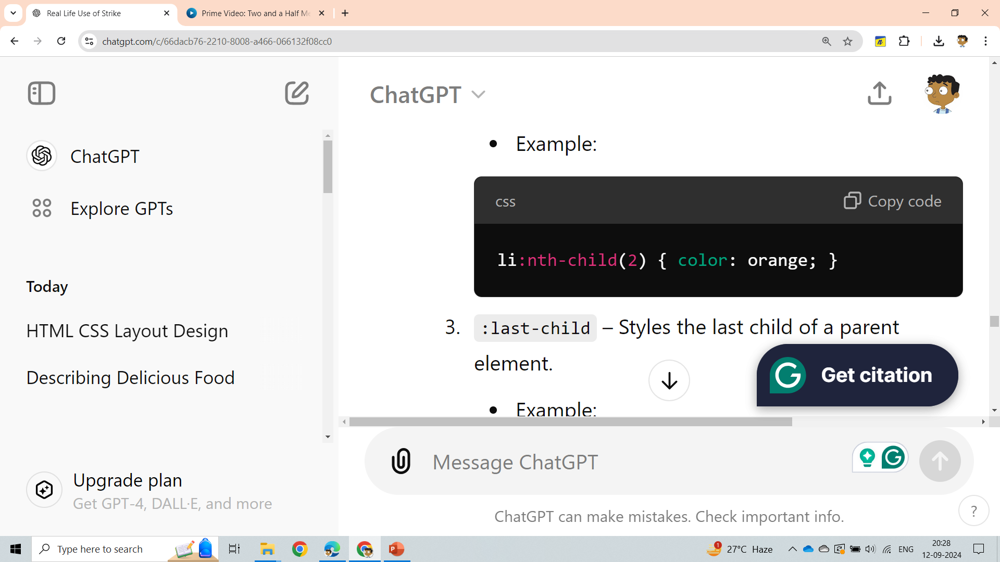 Real Life Use of Strike
Prime Video: Two and a Half Me
chatgpt.com/c/66dacb76-2210-8008-a466-066132f08cc0
n
ChatGPT
Explore GPTs
Today
HTML CSS Layout Design
Describing Delicious Food
Upgrade plan
Get GPT-4, DALL·E, and more
ChatGPT
Example:
css
Copy code
li:nth-child(2) { color: orange; }
3. :last-child – Styles the last child of a parent
element.
Get citation
Example:
Message ChatGPT
ChatGPT can make mistakes. Check important info.
?
Type here to search
1
27°C Haze
ENG
20:28
12-09-2024